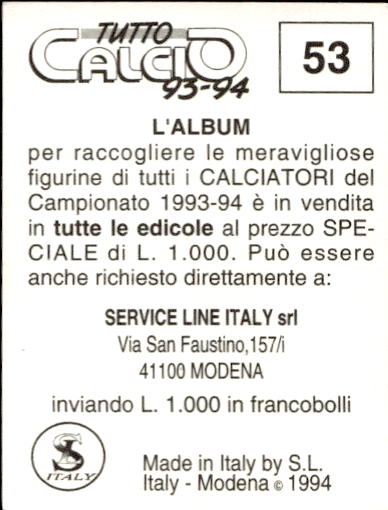 TUTTO
CALCIO
93-94
53
L'ALBUM
per raccogliere le meravigliose
figurine di tutti i CALCIATORI del
Campionato 1993-94 è in vendita
in tutte le edicole al prezzo SPE-
CIALE di L. 1.000. Può essere
anche richiesto direttamente a:
SERVICE LINE ITALY srl
Via San Faustino,157/i
41100 MODENA
inviando L. 1.000 in francobolli
SL
ITALY
Made in Italy by S.L.
Italy - Modena © 1994